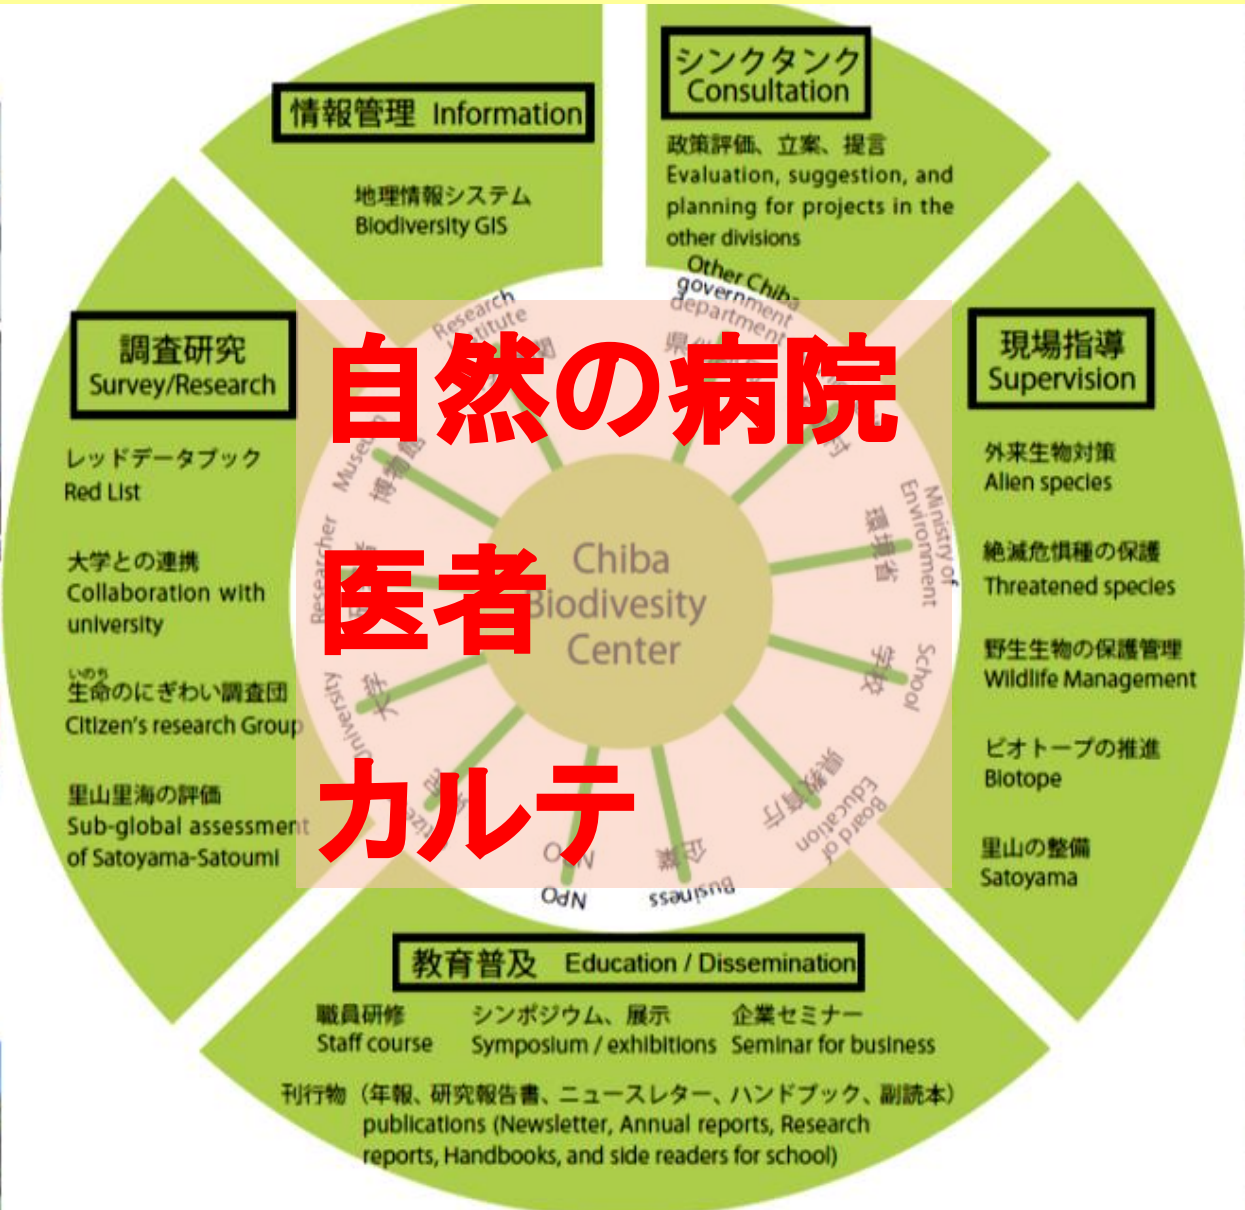 情報管理 Information
地理情報システム
Biodiversity GIS
シンクタンク
Consultation
政策評価、立案、提言
Evaluation, suggestion, and
planning for projects in the
other divisions
調査研究
Survey/Research
レッドデータブック
Red List
大学との連携
Collaboration with
university
いのち
生命のにぎわい調査団
Citizen's research Group
里山里海の評価
Sub-global assessment
of Satoyama-Satoumi
現場指導
Supervision
外来生物対策
Alien species
絶滅危惧種の保護
Threatened species
野生生物の保護管理
Wildlife Management
ビオトープの推進
Biotope
里山の整備
Satoyama
自然の病院
医者
カルテ
Chiba
Biodivesity
Center
Research
Other Chiba
government
department
Museum
博物館
Researcher
University
大学
Ministry of
Environment
環境省
School
学校
Board of
Education
県教育庁
企業
Business
NPO
NPO
教育普及 Education / Dissemination
職員研修
Staff course
シンポジウム、展示
Symposium / exhibitions
企業セミナー
Seminar for business
刊行物（年報、研究報告書、ニュースレター、ハンドブック、副読本）
publications (Newsletter, Annual reports, Research
reports, Handbooks, and side readers for school)